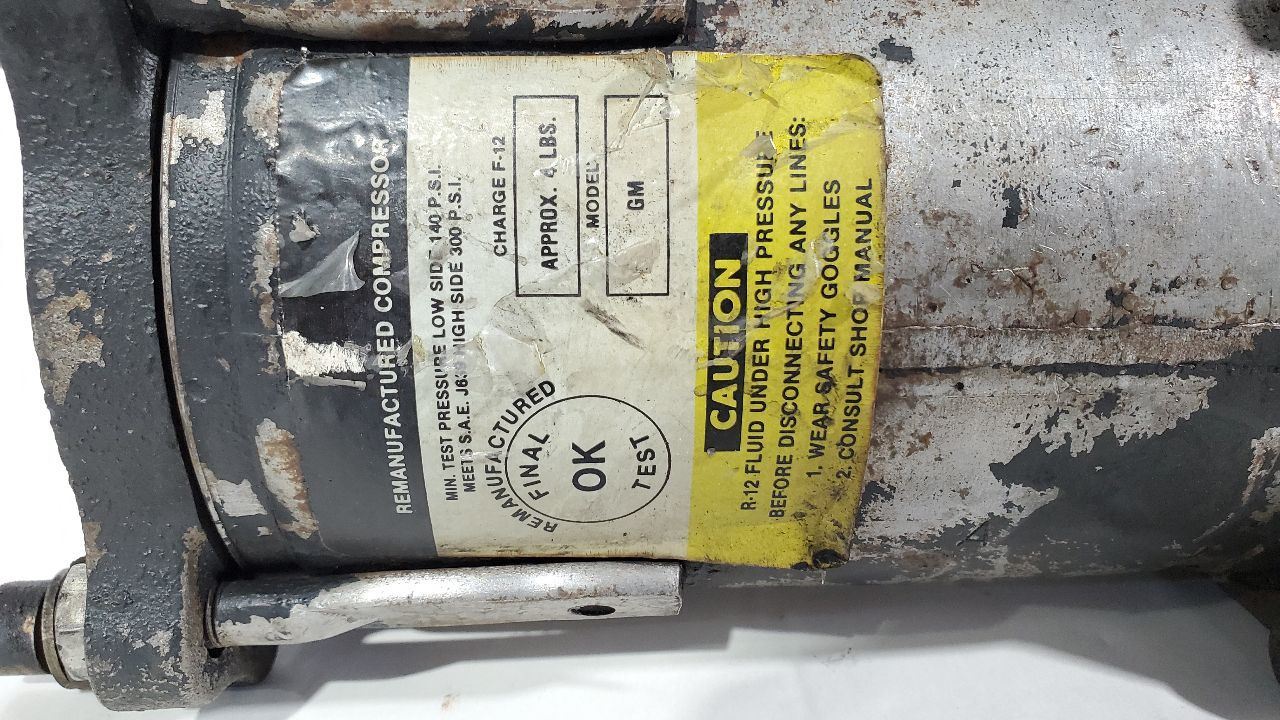 REMANUFACTURED COMPRESSOR
MIN. TEST PRESSURE LOW SIDE 140 P.S.I.
MEETS S.A.E. HIGH SIDE 300 P.S.I.
CHARGE F-12
APPROX. 4 LBS.
MODEL
GM
REMANUFACTURED
FINAL
OK
TEST
CAUTION
R-12 FLUID UNDER HIGH PRESSURE
BEFORE DISCONNECTING ANY LINES:
1. WEAR SAFETY GOGGLES
2. CONSULT SHOP MANUAL